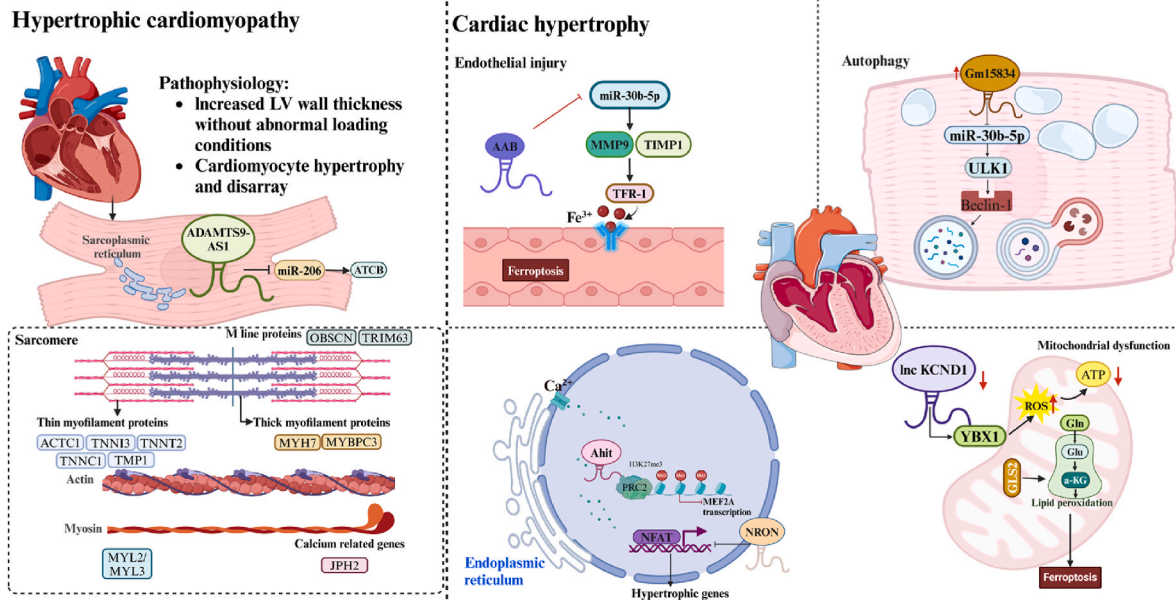 Hypertrophic cardiomyopathy
Pathophysiology:
• Increased LV wall thickness
without abnormal loading
conditions
• Cardiomyocyte hypertrophy
and disarray
Sarcoplasmic
reticulum
ADAMTS9-
AS1
miR-206
ATCB
Sarcomere
M line proteins
OBSCN
TRIM63
Thin myofilament proteins
Thick myofilament proteins
ACTC1
TNNI3
TNNT2
TNNC1
TMP1
MYH7
MYBPC3
Actin
Myosin
Calcium related genes
MYL2/
MYL3
JPH2
Cardiac hypertrophy
Endothelial injury
miR-30b-5p
AAB
MMP9
TIMP1
TFR-1
Fe³⁺
Ferroptosis
Autophagy
Gm15834
miR-30b-5p
ULK1
Beclin-1
Ca²⁺
Ahit
H3K27me3
PRC2
Me3
Me3
Me3
MEF2A
transcription
NFAT
NRON
Endoplasmic
reticulum
Hypertrophic genes
Mitochondrial dysfunction
lnc KCND1
ATP
ROS
YBX1
Gln
Glu
GLS2
a-KG
Lipid peroxidation
Ferroptosis